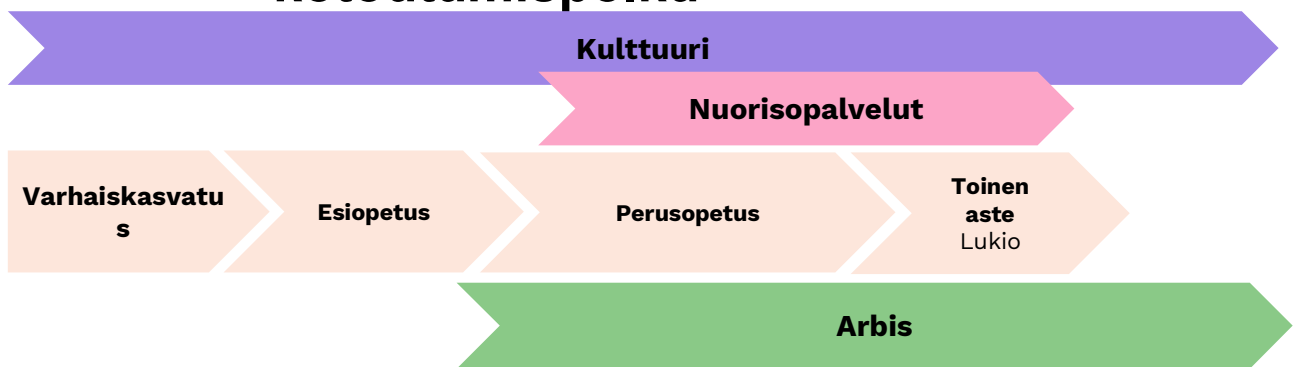 Kulttuuri
Nuorisopalvelut
Varhaiskasvatu
s
Esiopetus
Perusopetus
Toinen
aste
Lukio
Arbis